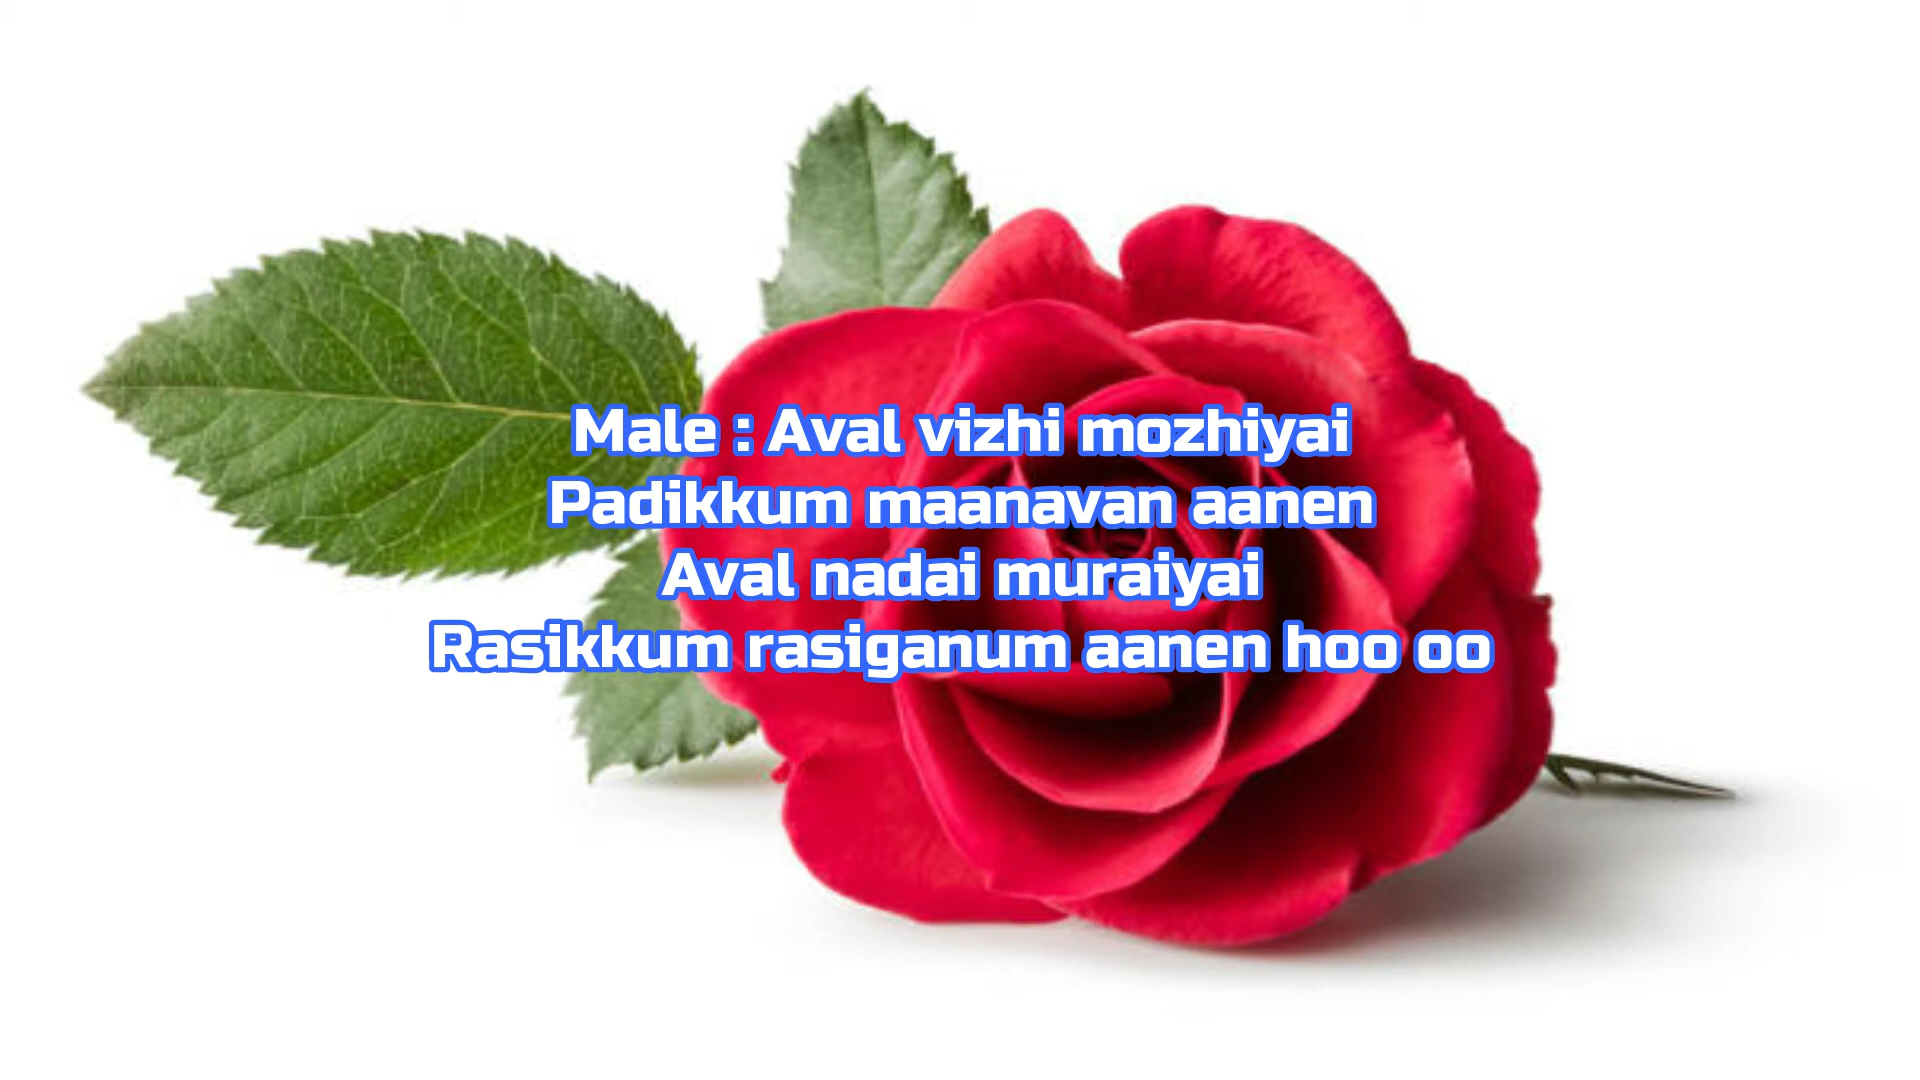 Male : Aval vizhi mozhiyai
Padikkum maanavan aanen
Aval nadai muraiyai
Rasikkum rasiganum aanen hoo oo